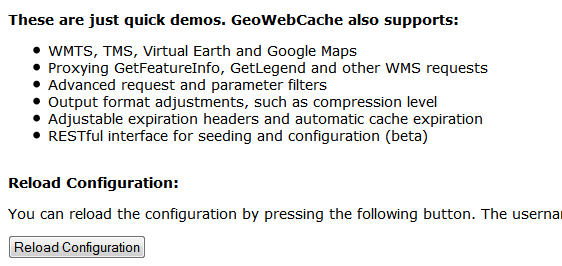 These are just quick demos. GeoWebCache also supports:
WMTS, TMS, Virtual Earth and Google Maps
Proxying GetFeatureInfo, GetLegend and other WMS requests
Advanced request and parameter filters
Output format adjustments, such as compression level
Adjustable expiration headers and automatic cache expiration
RESTful interface for seeding and configuration (beta)
Reload Configuration:
You can reload the configuration by pressing the following button. The userna
Reload Configuration